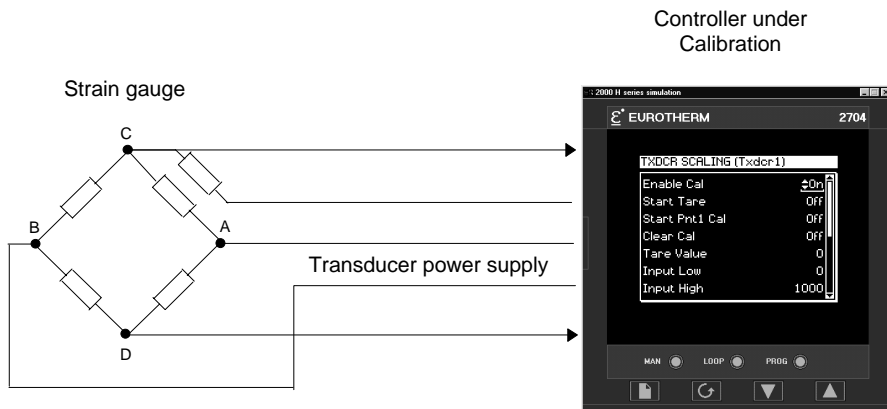 Controller under
Calibration
Strain gauge
2000 H series simulation
EUROTHERM 2704
TXDCR SCALING (Txdcr1)
Enable Cal On
Start Tare Off
Start Pnt1 Cal Off
Clear Cal Off
Tare Value 0
Input Low 0
Input High 1000
C
B
A
Transducer power supply
D
MAN LOOP PROG